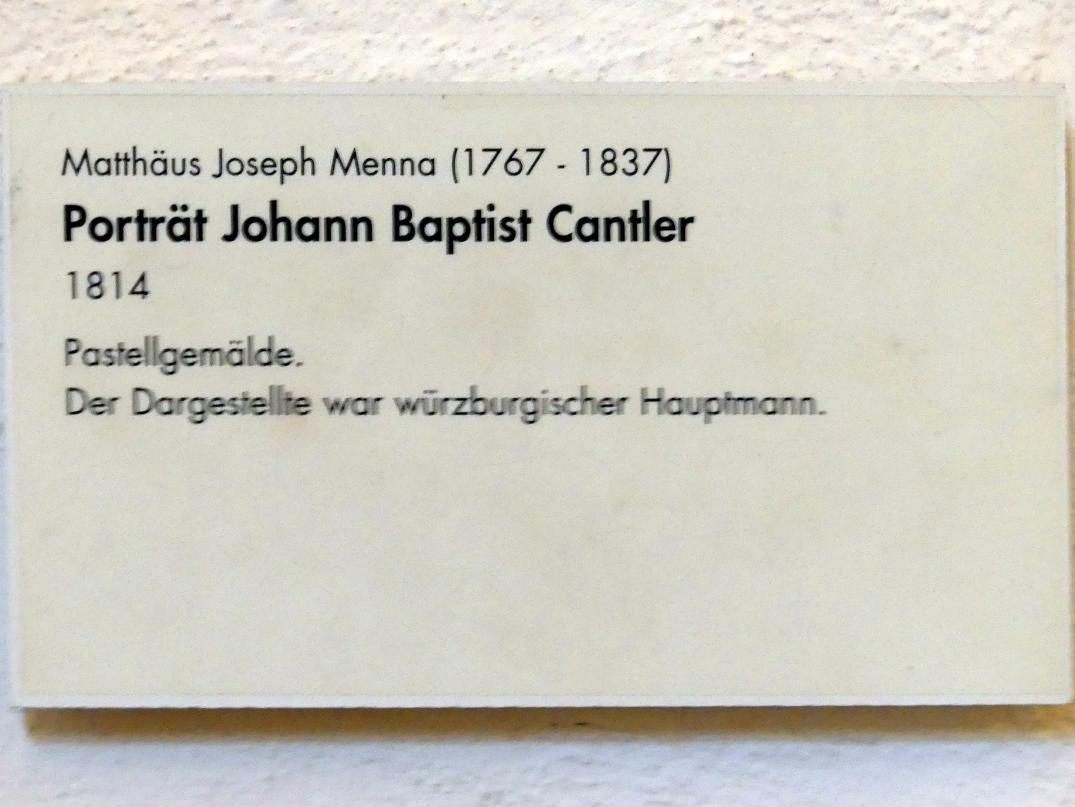 Matthäus Joseph Menna (1767 - 1837)
Porträt Johann Baptist Cantler
1814
Pastellgemälde.
Der Dargestellte war würzburgischer Hauptmann.